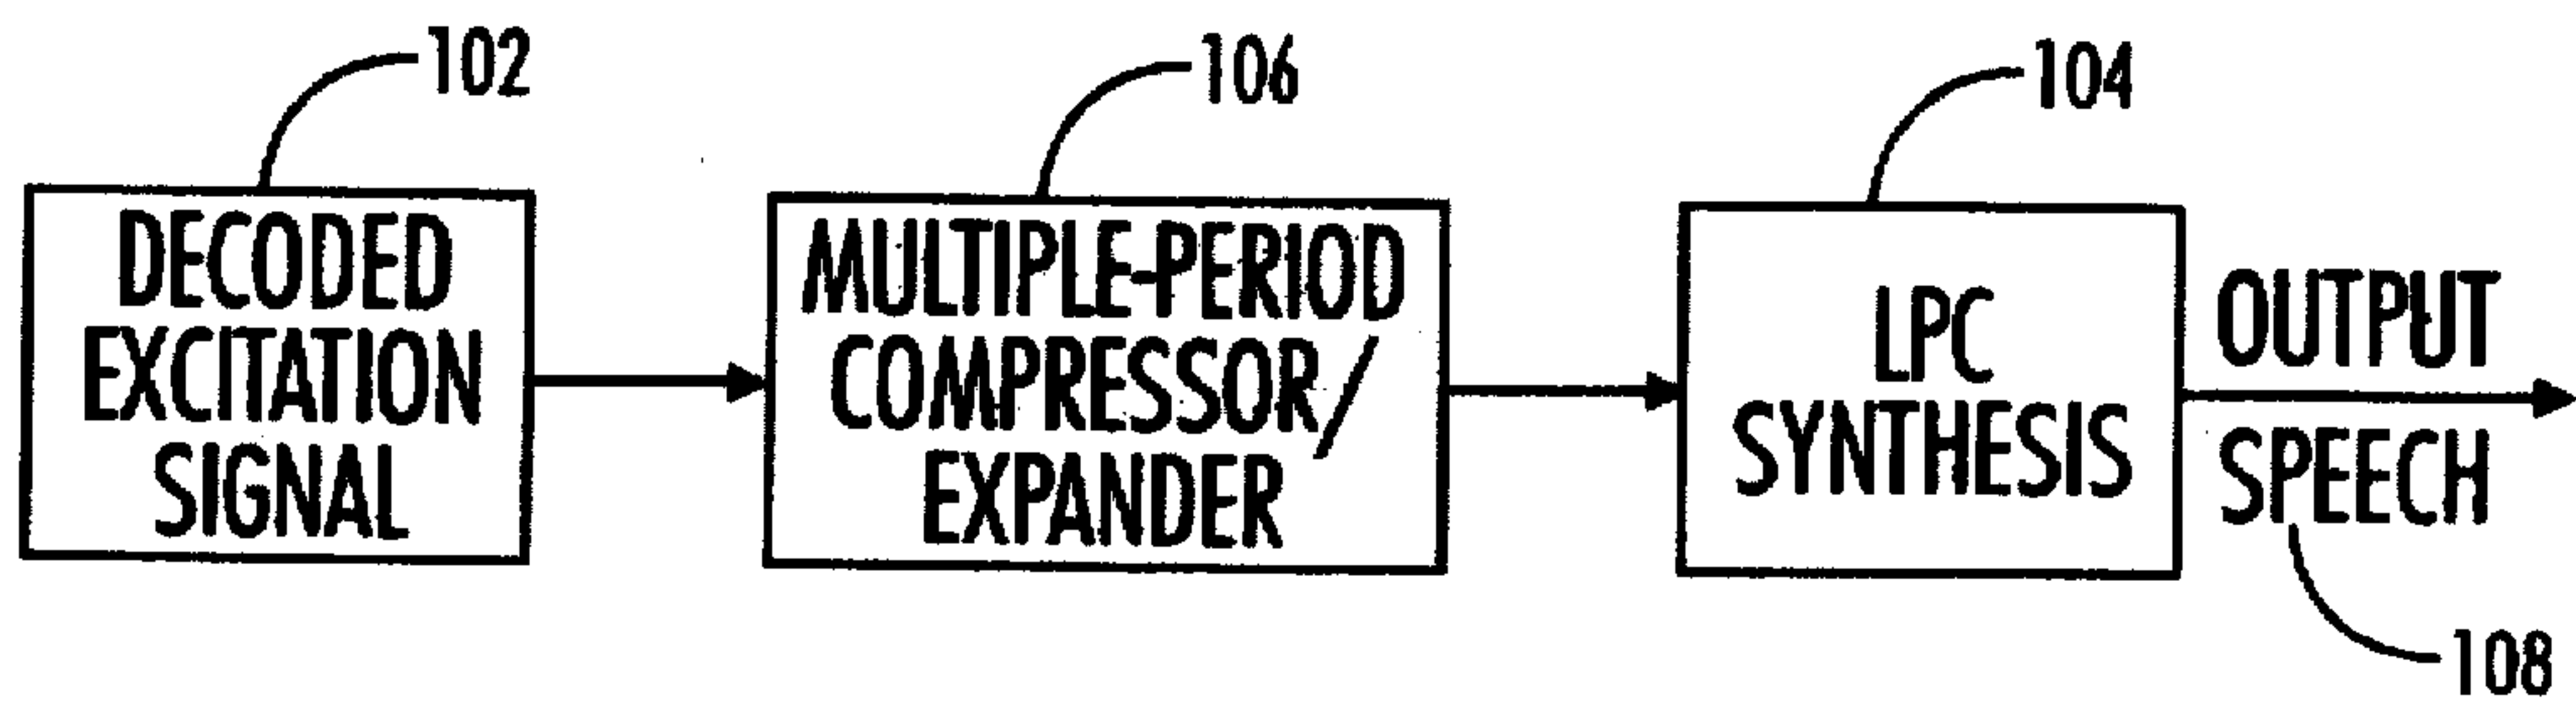 102
106
104
DECODED
EXCITATION
SIGNAL
MULTIPLE-PERIOD
COMPRESSOR/
EXPANDER
LPC
SYNTHESIS
OUTPUT
SPEECH
108